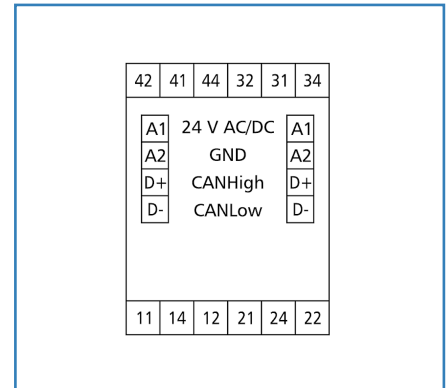 42 41 44 32 31 34
A1 24 V AC/DC A1
A2 GND A2
D+ CANHigh D+
D- CANLow D-
11 14 12 21 24 22